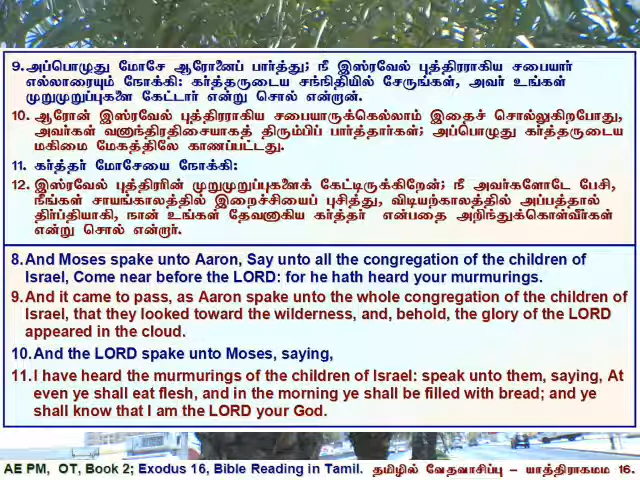 9. அப்பொழுது மோசே ஆரோனைப் பார்த்து; நீ இஸ்ரவேல் புத்திரராகிய சபையார்
எல்லாரையும் நோக்கி: கர்த்தருடைய சந்நிதியில் சேருங்கள், அவர் உங்கள்
முறுமுறுப்புகளை கேட்டார் என்று சொல் என்றான்.
10. ஆரோன் இஸ்ரவேல் புத்திரராகிய சபையாருக்கெல்லாம் இதைச் சொல்லுகிறபோது,
அவர்கள் வனாந்திரதிசையாகத் திரும்பிப் பார்த்தார்கள்; அப்பொழுது கர்த்தருடைய
மகிமை மேகத்திலே காணப்பட்டது.
11. கர்த்தர் மோசேயை நோக்கி:
12. இஸ்ரவேல் புத்திரரின் முறுமுறுப்புகளைக் கேட்டிருக்கிறேன்; நீ அவர்களோடே பேசி,
நீங்கள் சாயங்காலத்தில் இறைச்சியைப் புசித்து, விடியற்காலத்தில் அப்பத்தால்
திர்ப்தியாகி, நான் உங்கள் தேவனாகிய கர்த்தர் என்பதை அறிந்துக்கொள்வீர்கள்
என்று சொல் என்றார்.
8. And Moses spake unto Aaron, Say unto all the congregation of the children of
Israel, Come near before the LORD: for he hath heard your murmurings.
9. And it came to pass, as Aaron spake unto the whole congregation of the children of
Israel, that they looked toward the wilderness, and, behold, the glory of the LORD
appeared in the cloud.
10. And the LORD spake unto Moses, saying,
11. I have heard the murmurings of the children of Israel: speak unto them, saying, At
even ye shall eat flesh, and in the morning ye shall be filled with bread; and ye
shall know that I am the LORD your God.
AE PM, OT, Book 2; Exodus 16, Bible Reading in Tamil. தமிழில் வேதவாசிப்பு – யாத்திராகமம 16.